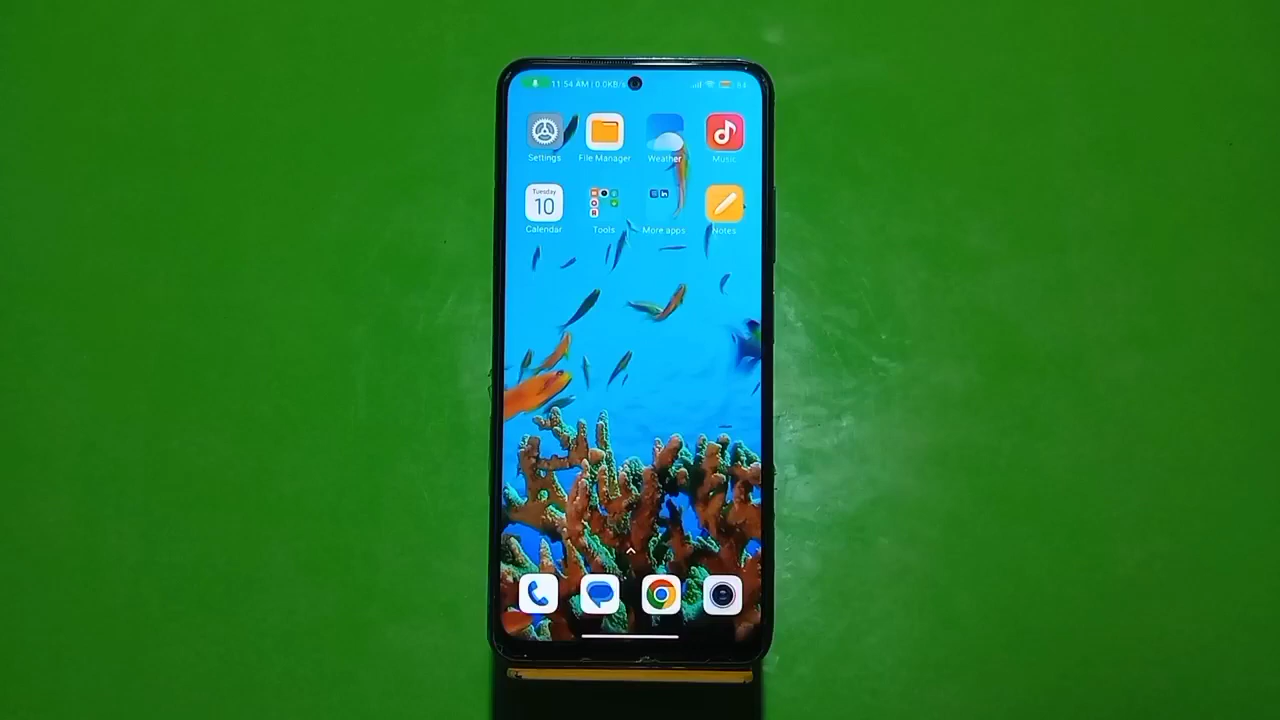 11:54 AM | 0.0KB/s
Settings File Manager Weather Music
Tuesday
10
Calendar Tools More apps Notes